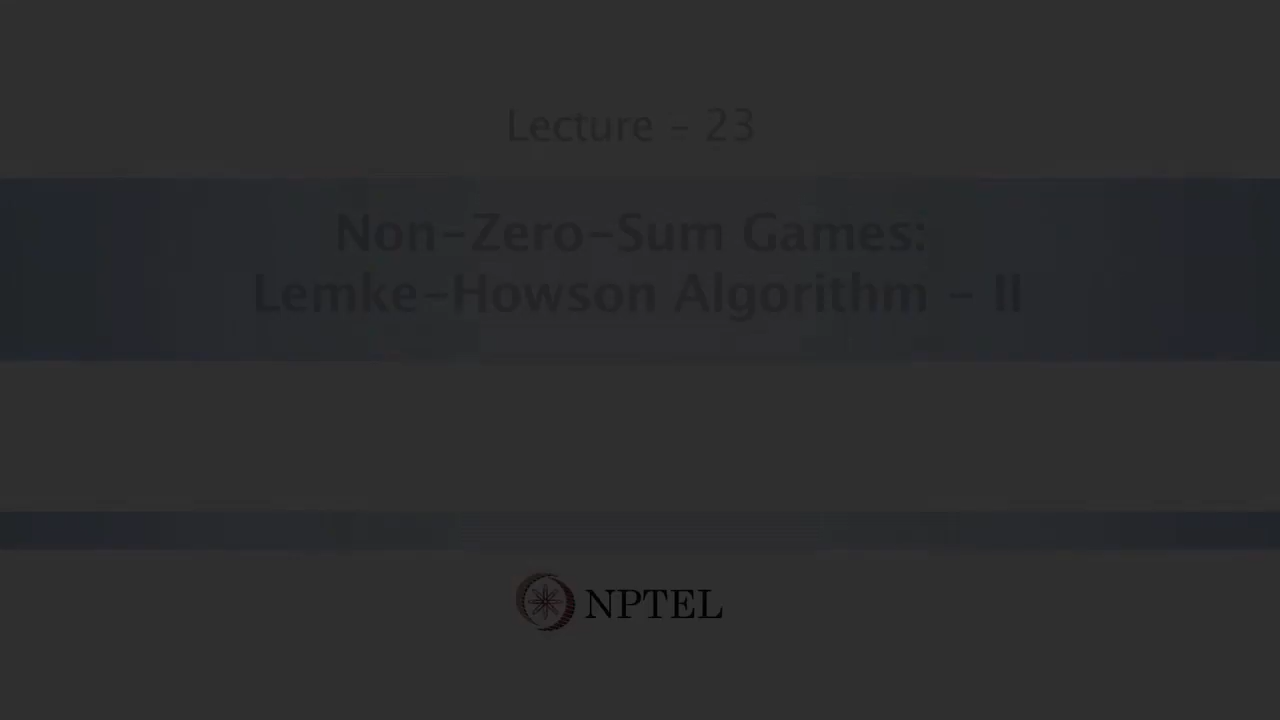 Lecture – 23
Non-Zero-Sum Games:
Lemke-Howson Algorithm – II
NPTEL